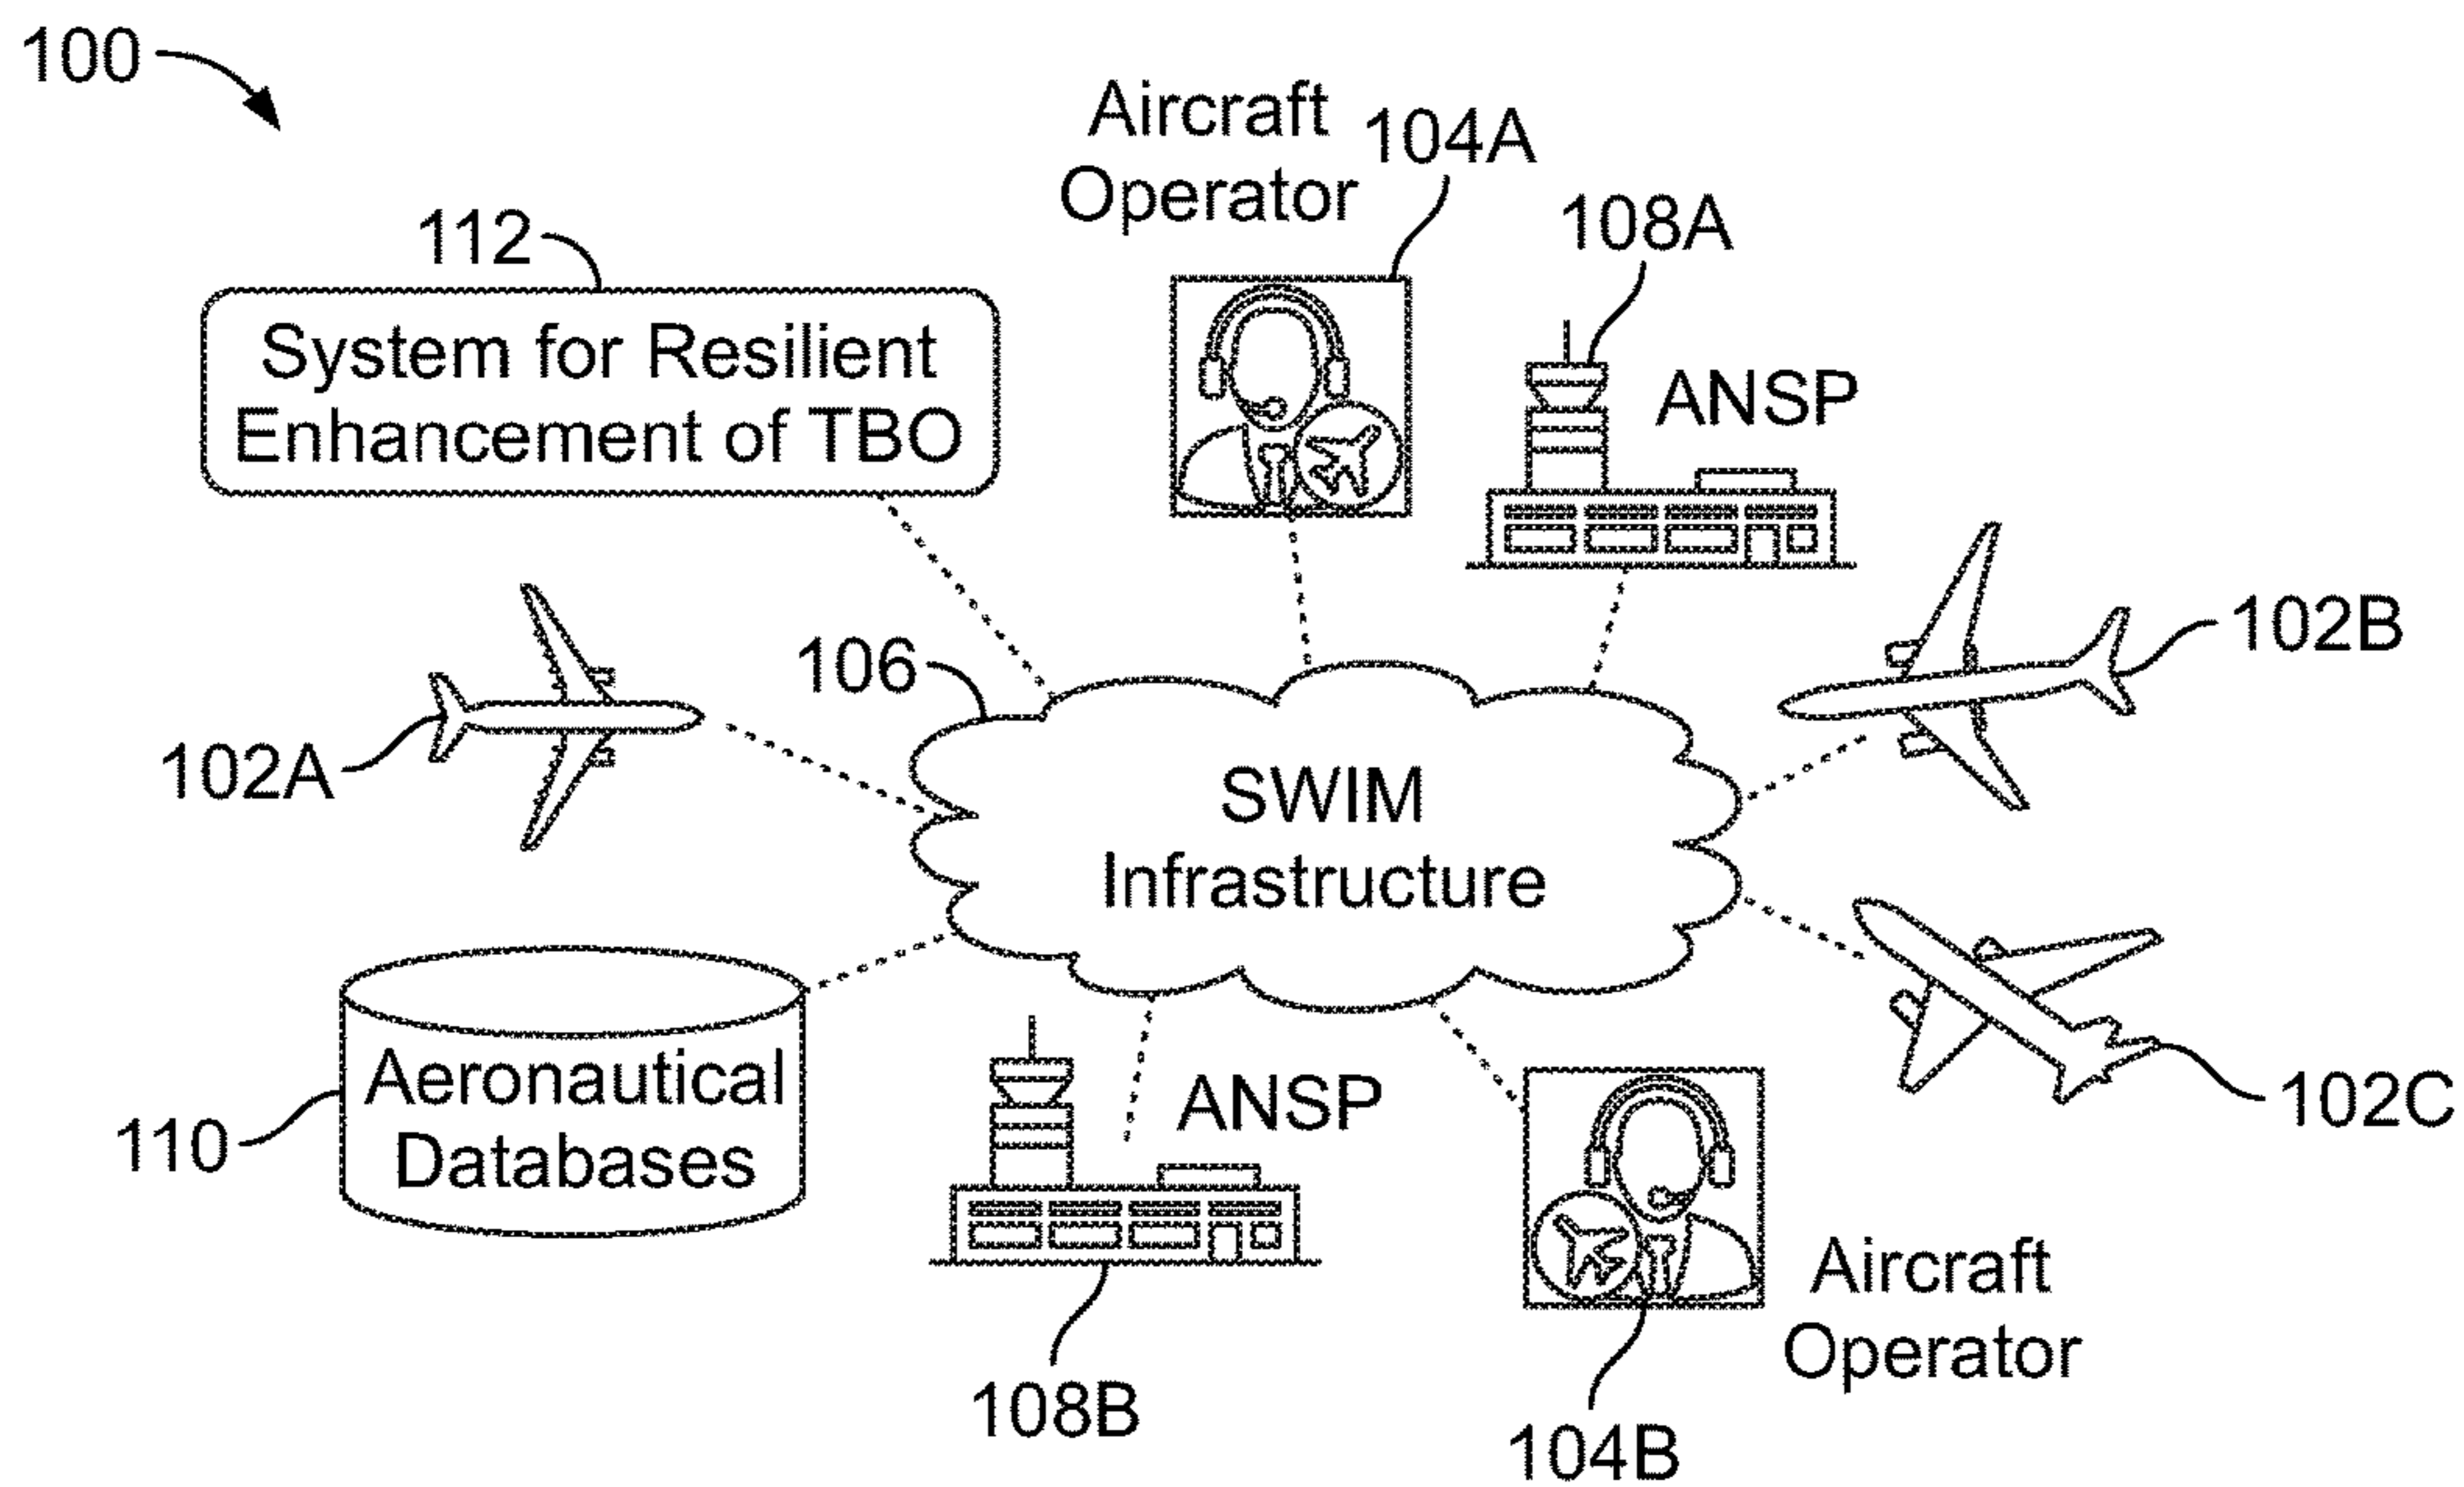 100
Aircraft
Operator
104A
108A
112
System for Resilient
Enhancement of TBO
ANSP
102B
106
102A
SWIM
Infrastructure
Aeronautical
Databases
110
ANSP
102C
Aircraft
Operator
108B
104B